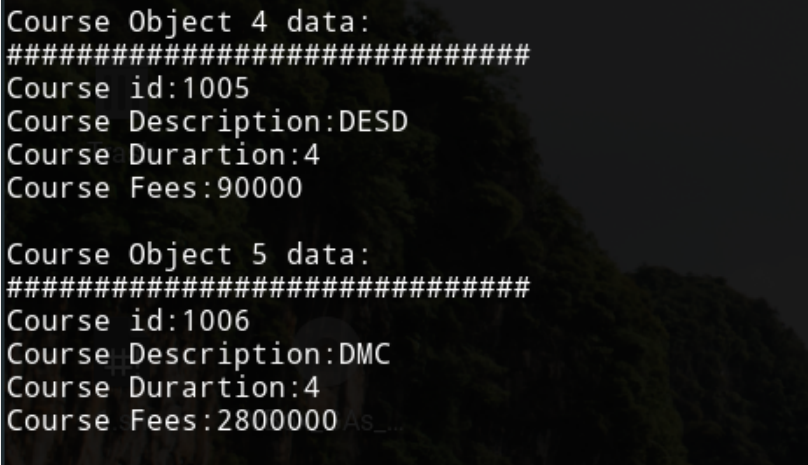 Course Object 4 data:
##############################
Course id:1005
Course Description:DESD
Course Durartion:4
Course Fees:90000
Course Object 5 data:
##############################
Course id:1006
Course Description:DMC
Course Durartion:4
Course Fees:2800000